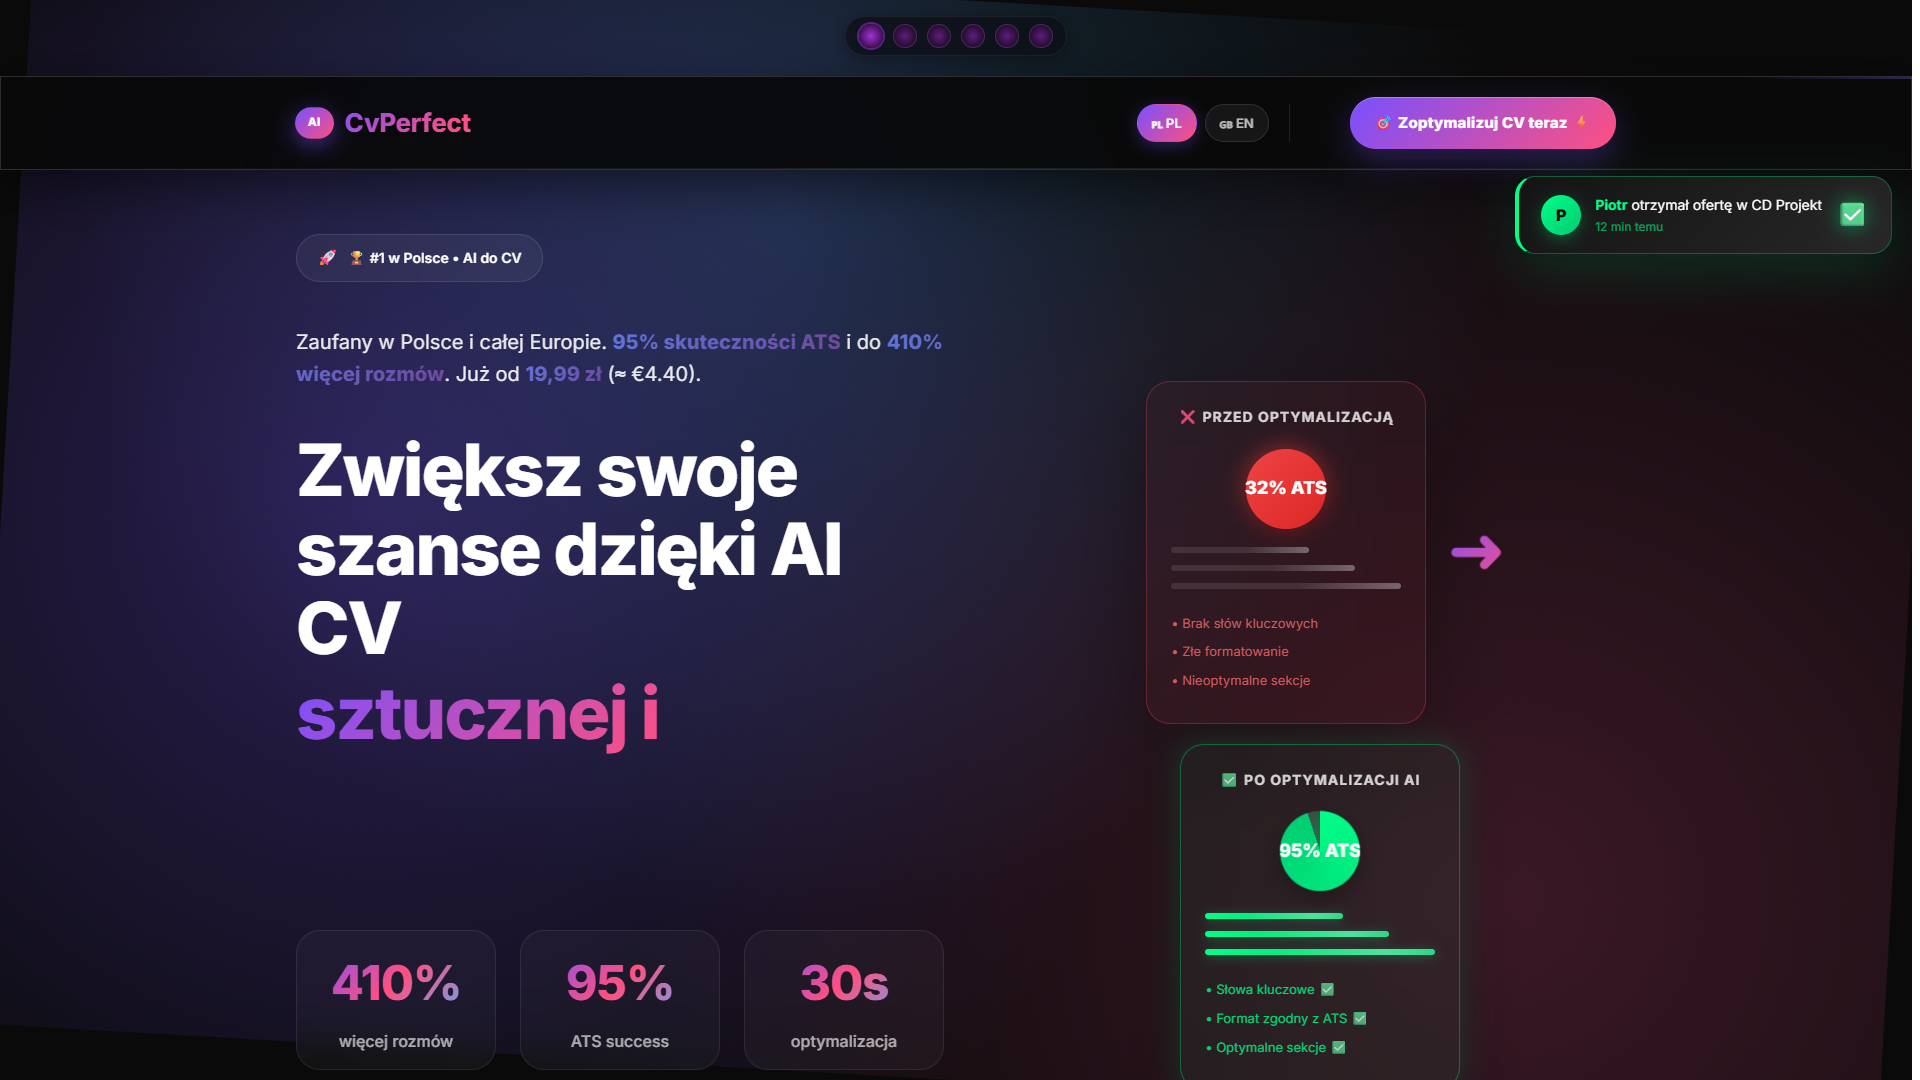 AI CvPerfect
PL PL
GB EN
🎯 Zoptymalizuj CV teraz
P
Piotr otrzymał ofertę w CD Projekt ✅
12 min temu
🚀 🏆 #1 w Polsce • AI do CV
Zaufany w Polsce i całej Europie. 95% skuteczności ATS i do 410%
więcej rozmów. Już od 19,99 zł (≈ €4.40).
Zwiększ swoje
szanse dzięki AI
CV
sztucznej i
410%
więcej rozmów
95%
ATS success
30s
optymalizacja
❌ PRZED OPTYMALIZACJĄ
32% ATS
• Brak słów kluczowych
• Złe formatowanie
• Nieoptymalne sekcje
➜
✅ PO OPTYMALIZACJI AI
95% ATS
• Słowa kluczowe ✅
• Format zgodny z ATS ✅
• Optymalne sekcje ✅